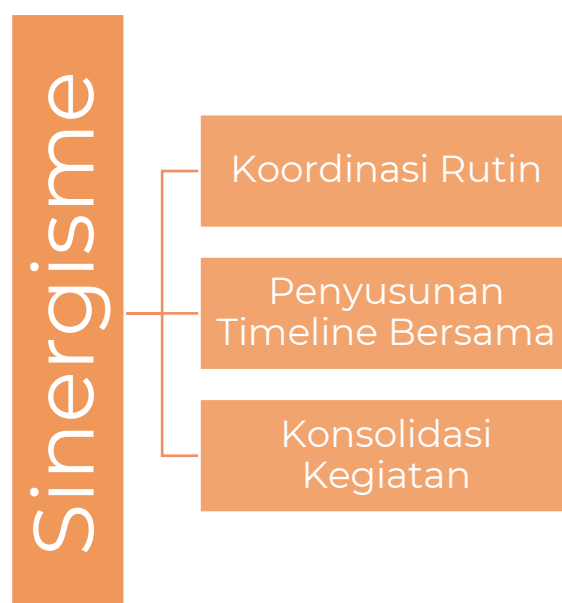 Sinergisme
Koordinasi Rutin
Penyusunan
Timeline Bersama
Konsolidasi
Kegiatan